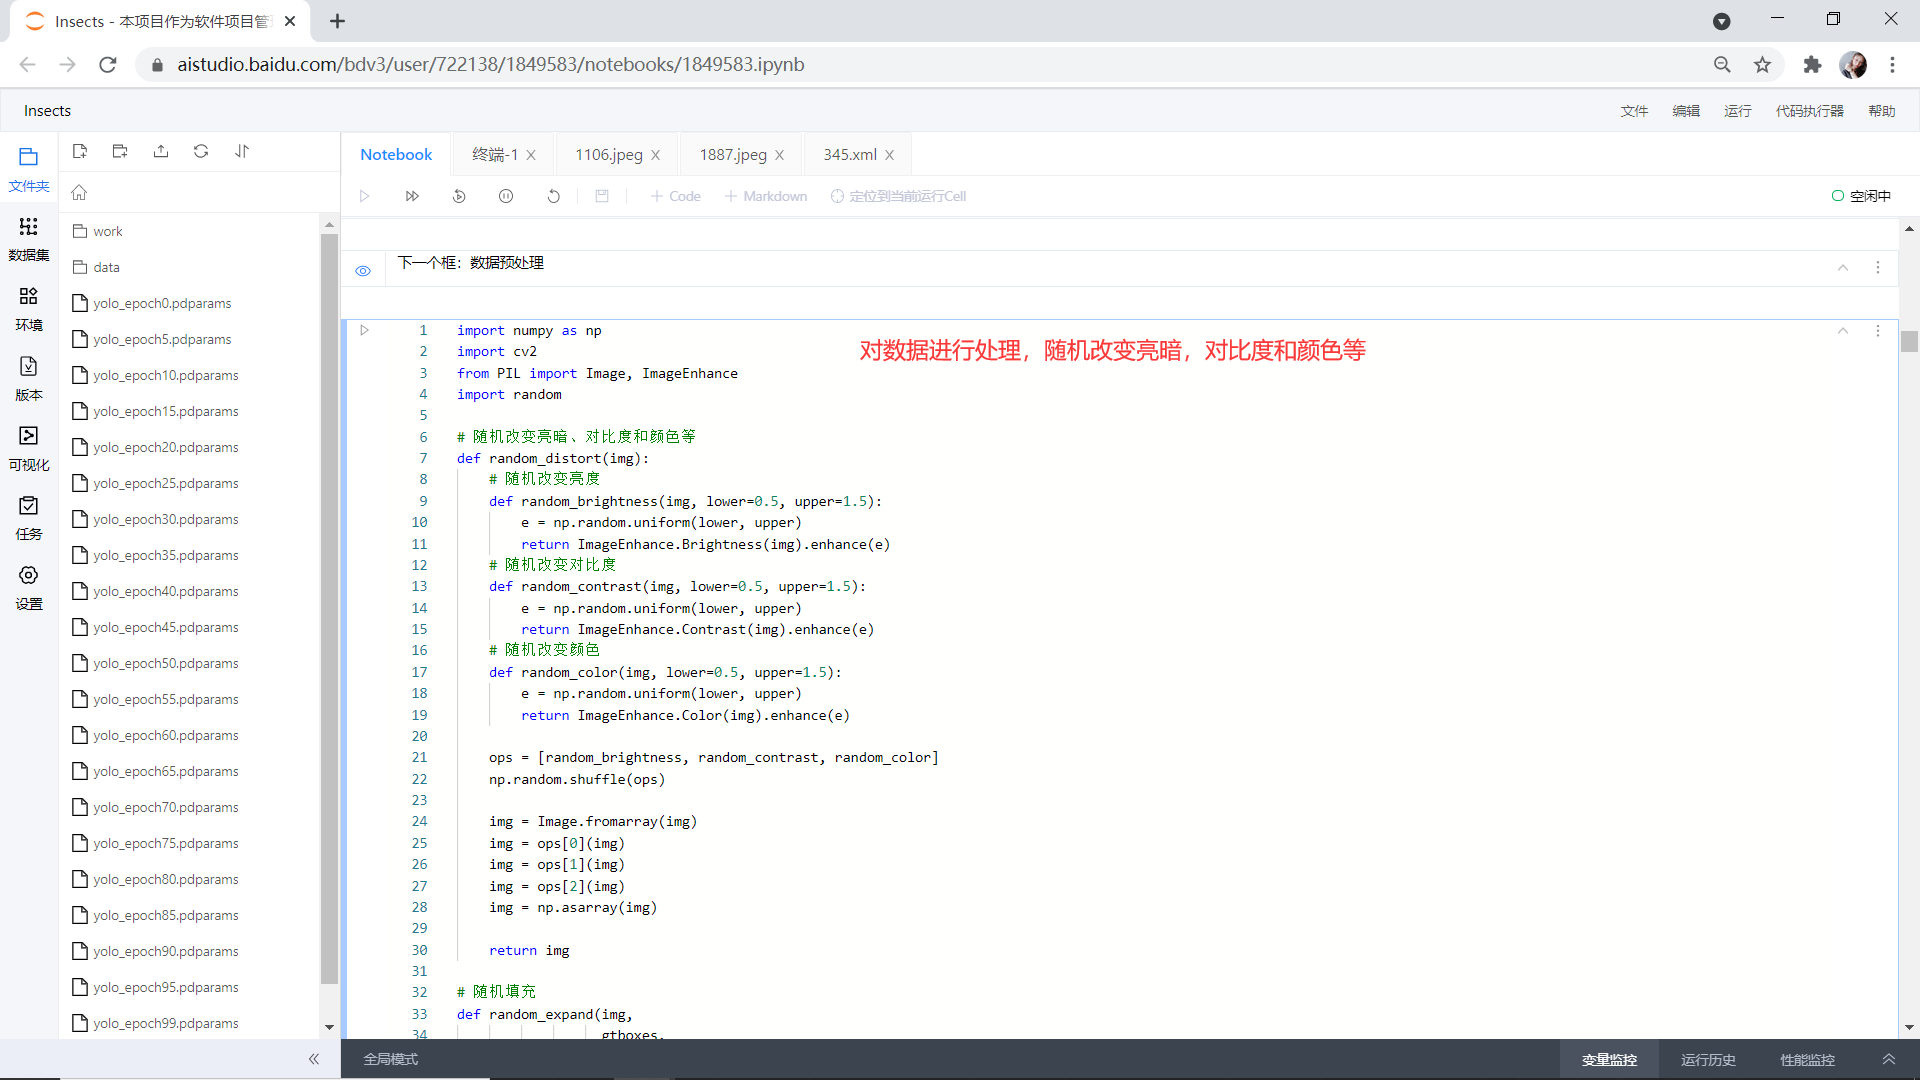 Insects - 本项目作为软件项目管
aistudio.baidu.com/bdv3/user/722138/1849583/notebooks/1849583.ipynb
Insects
文件 编辑 运行 代码执行器 帮助
文件夹
数据集
环境
版本
可视化
任务
设置
work
data
yolo_epoch0.pdparams
yolo_epoch5.pdparams
yolo_epoch10.pdparams
yolo_epoch15.pdparams
yolo_epoch20.pdparams
yolo_epoch25.pdparams
yolo_epoch30.pdparams
yolo_epoch35.pdparams
yolo_epoch40.pdparams
yolo_epoch45.pdparams
yolo_epoch50.pdparams
yolo_epoch55.pdparams
yolo_epoch60.pdparams
yolo_epoch65.pdparams
yolo_epoch70.pdparams
yolo_epoch75.pdparams
yolo_epoch80.pdparams
yolo_epoch85.pdparams
yolo_epoch90.pdparams
yolo_epoch95.pdparams
yolo_epoch99.pdparams
Notebook 终端-1 1106.jpeg 1887.jpeg 345.xml
Code Markdown 定位到当前运行Cell 空闲中
下一个框：数据预处理
对数据进行处理，随机改变亮暗，对比度和颜色等
1 import numpy as np
2 import cv2
3 from PIL import Image, ImageEnhance
4 import random
5
6 # 随机改变亮暗、对比度和颜色等
7 def random_distort(img):
8 # 随机改变亮度
9 def random_brightness(img, lower=0.5, upper=1.5):
10 e = np.random.uniform(lower, upper)
11 return ImageEnhance.Brightness(img).enhance(e)
12 # 随机改变对比度
13 def random_contrast(img, lower=0.5, upper=1.5):
14 e = np.random.uniform(lower, upper)
15 return ImageEnhance.Contrast(img).enhance(e)
16 # 随机改变颜色
17 def random_color(img, lower=0.5, upper=1.5):
18 e = np.random.uniform(lower, upper)
19 return ImageEnhance.Color(img).enhance(e)
20
21 ops = [random_brightness, random_contrast, random_color]
22 np.random.shuffle(ops)
23
24 img = Image.fromarray(img)
25 img = ops[0](img)
26 img = ops[1](img)
27 img = ops[2](img)
28 img = np.asarray(img)
29
30 return img
31
32 # 随机填充
33 def random_expand(img,
34 gtboxes,
全局模式 变量监控 运行历史 性能监控